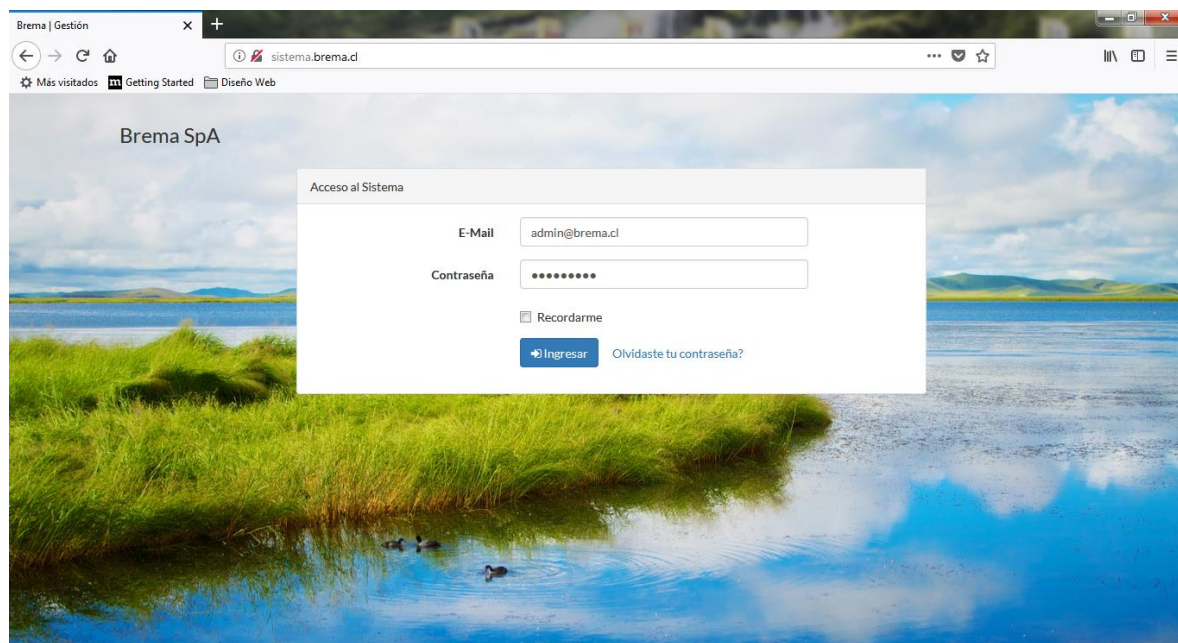 Brema | Gestión
sistema.brema.cl
Más visitados Getting Started Diseño Web
Brema SpA
Acceso al Sistema
E-Mail admin@brema.cl
Contraseña •••••••••
Recordarme
Ingresar Olvidaste tu contraseña?